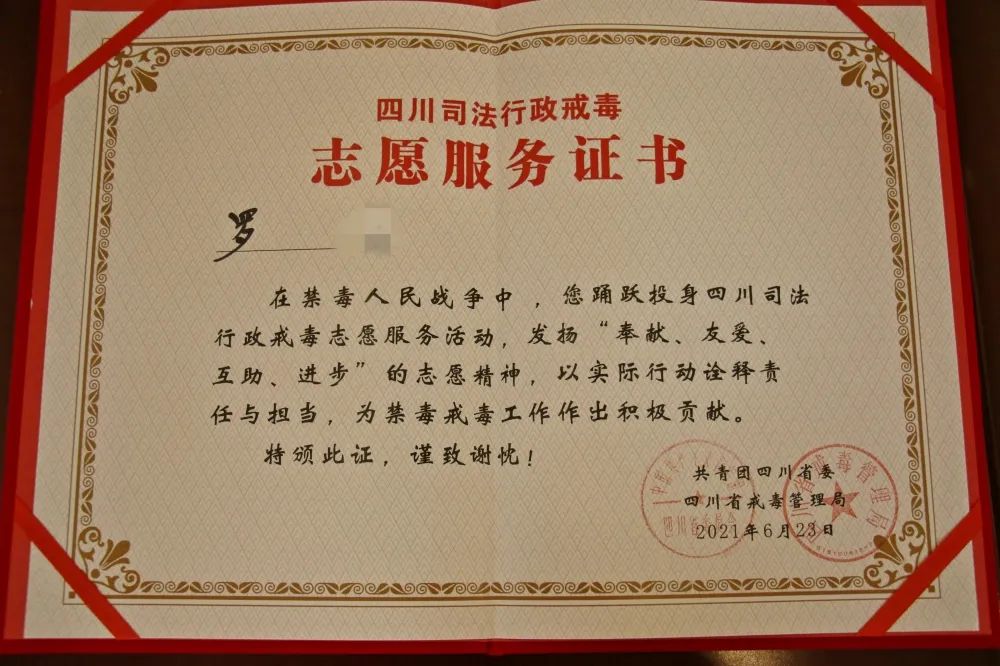 四川司法行政戒毒
志愿服务证书
罗
在禁毒人民战争中，您踊跃投身四川司法
行政戒毒志愿服务活动，发扬“奉献、友爱、
互助、进步”的志愿精神，以实际行动诠释责
任与担当，为禁毒戒毒工作作出积极贡献。
特颁此证，谨致谢忱！
共青团四川省委
四川省戒毒管理局
2021年6月23日